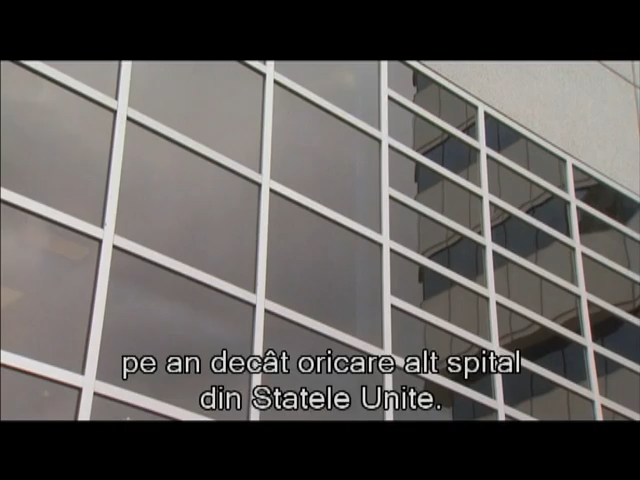 pe an decât oricare alt spital
din Statele Unite.